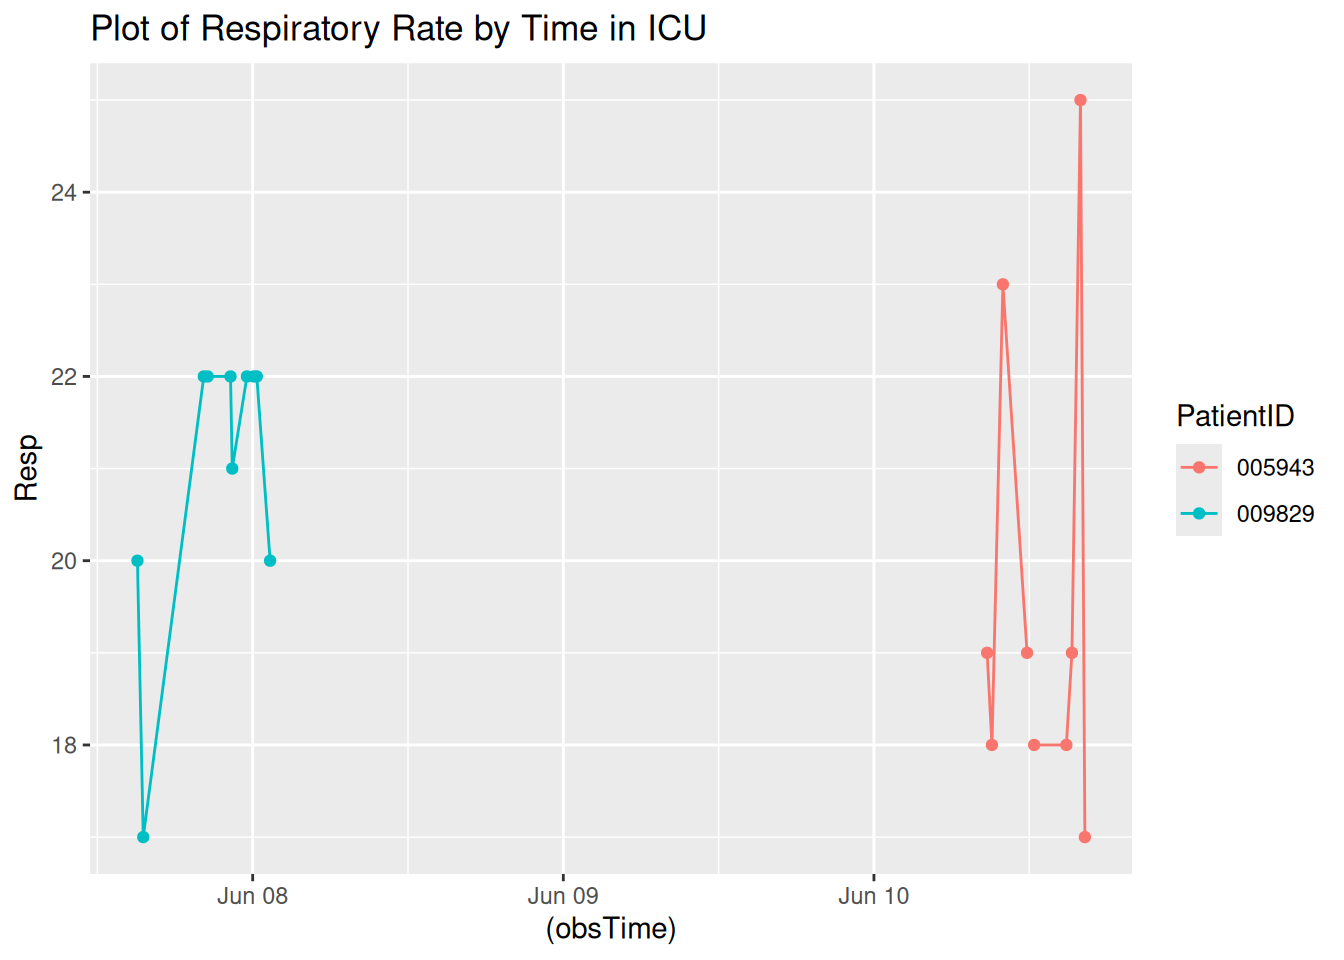 Plot of Respiratory Rate by Time in ICU
Resp
24
22
20
18
Jun 08
Jun 09
Jun 10
(obsTime)
PatientID
005943
009829